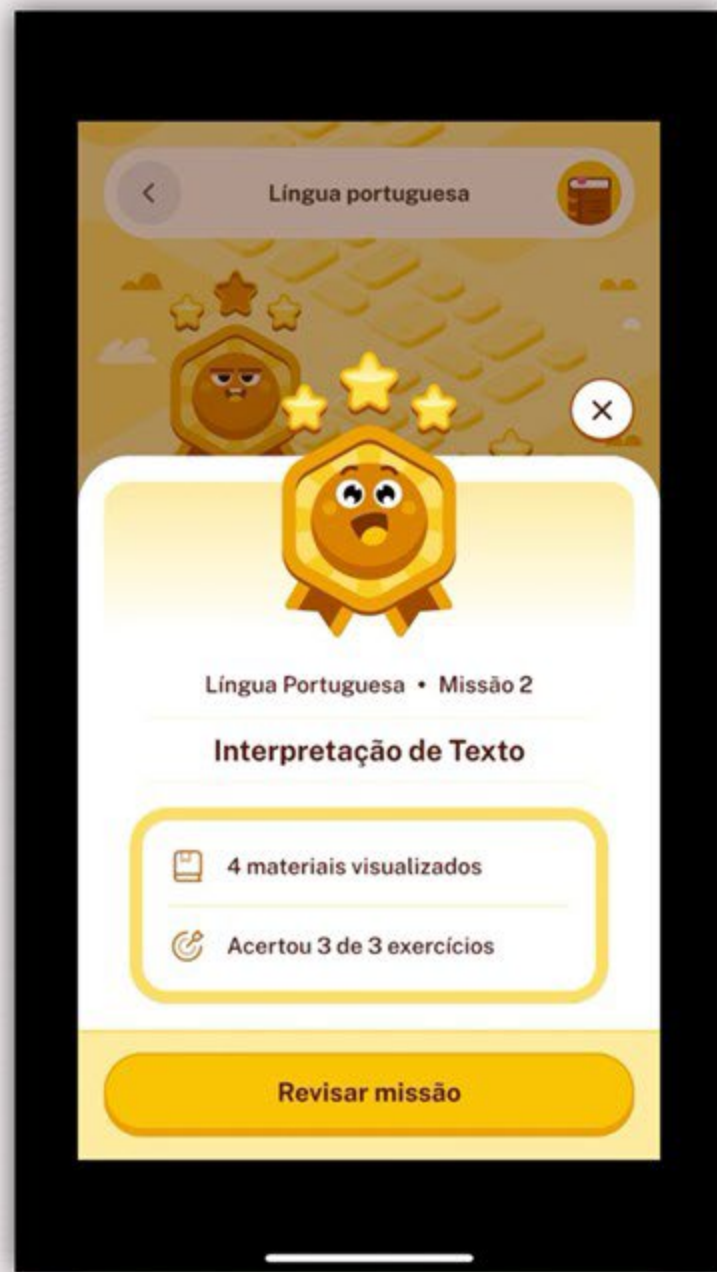 Língua portuguesa
Língua Portuguesa • Missão 2
Interpretação de Texto
4 materiais visualizados
Acertou 3 de 3 exercícios
Revisar missão